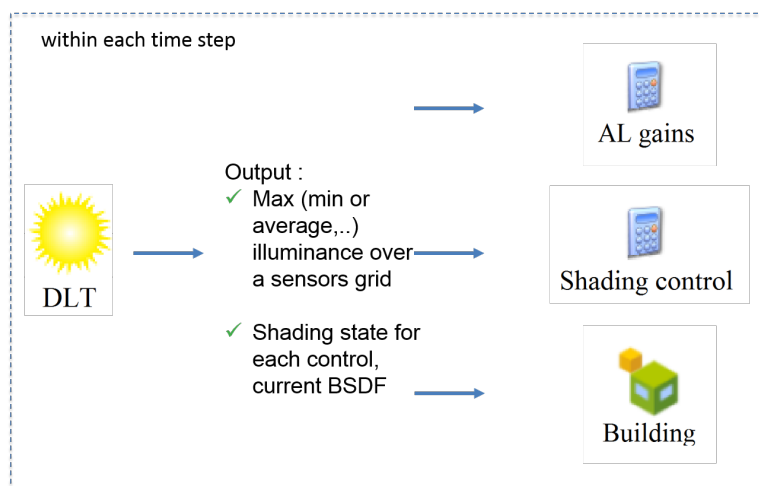 within each time step
AL gains
Output :
✓ Max (min or
average,..)
illuminance over
a sensors grid
DLT
Shading control
✓ Shading state for
each control,
current BSDF
Building